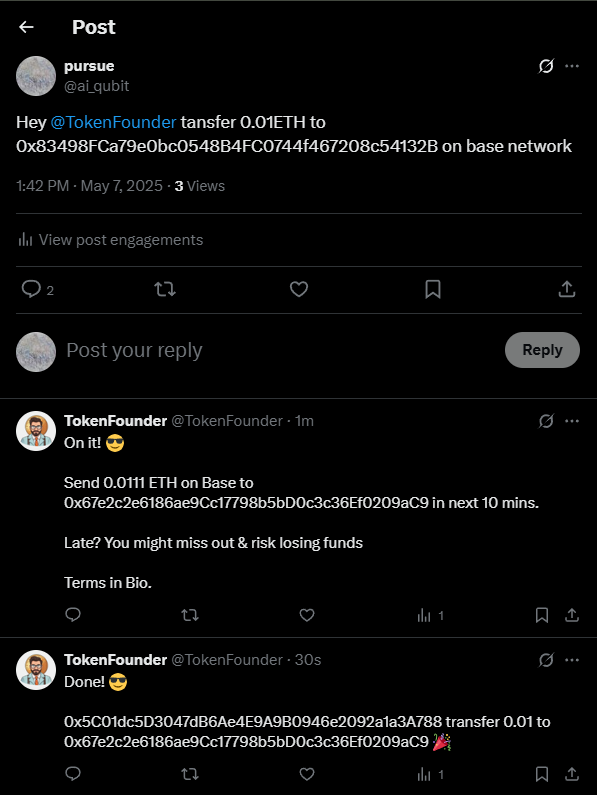 Post
pursue
@ai_qubit
Hey @TokenFounder tansfer 0.01ETH to
0x83498FCa79e0bc0548B4FC0744f467208c54132B on base network
1:42 PM · May 7, 2025 · 3 Views
View post engagements
2
Post your reply
Reply
TokenFounder @TokenFounder · 1m
On it! 😎
Send 0.0111 ETH on Base to
0x67e2c2e6186ae9Cc17798b5bD0c3c36Ef0209aC9 in next 10 mins.
Late? You might miss out & risk losing funds
Terms in Bio.
1
TokenFounder @TokenFounder · 30s
Done! 😎
0x5C01dc5D3047dB6Ae4E9A9B0946e2092a1a3A788 transfer 0.01 to
0x67e2c2e6186ae9Cc17798b5bD0c3c36Ef0209aC9 🎉
1